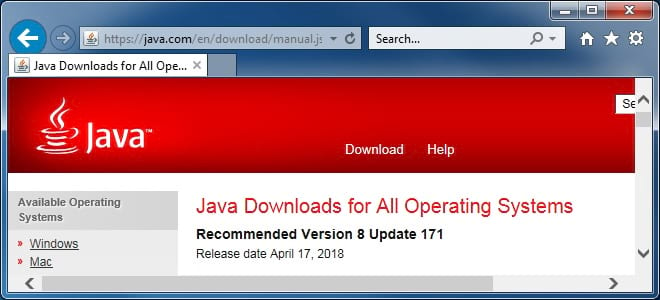 https://java.com/en/download/manual.js
Search...
Java Downloads for All Ope...
Se
Java™
Download
Help
Available Operating
Systems
Windows
Mac
Java Downloads for All Operating Systems
Recommended Version 8 Update 171
Release date April 17, 2018